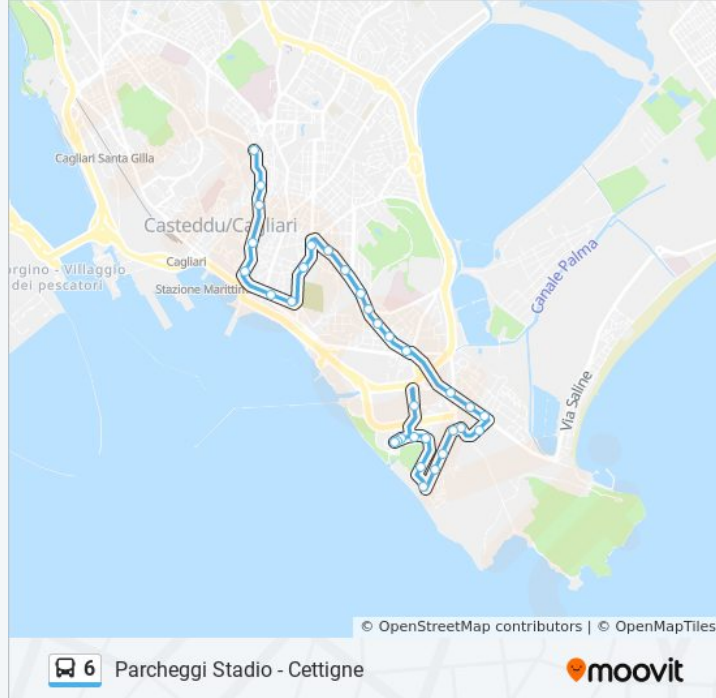 Cagliari Santa Gilla
Casteddu/Cagliari
Cagliari
orgino - Villaggio
dei pescatori
Stazione Marittim
Canale Palma
Via Saline
© OpenStreetMap contributors | © OpenMapTiles
6 Parcheggi Stadio - Cettigne
moovit